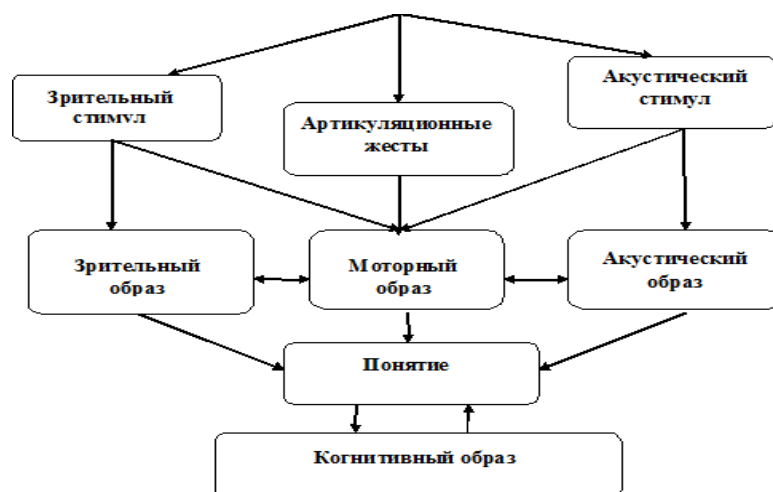 Зрительный
стимул
Артикуляционные
жесты
Акустический
стимул
Зрительный
образ
Моторный
образ
Акустический
образ
Понятие
Когнитивный образ